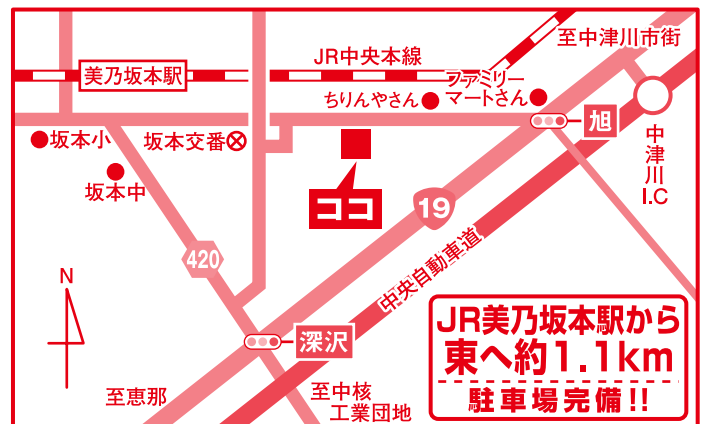 至中津川市街
JR中央本線
美乃坂本駅
ファミリー
マートさん
ちりんやさん
旭
坂本小
坂本交番
中津川I.C
坂本中
ココ
19
420
中央自動車道
N
深沢
JR美乃坂本駅から
東へ約1.1km
駐車場完備!!
至恵那
至中核
工業団地